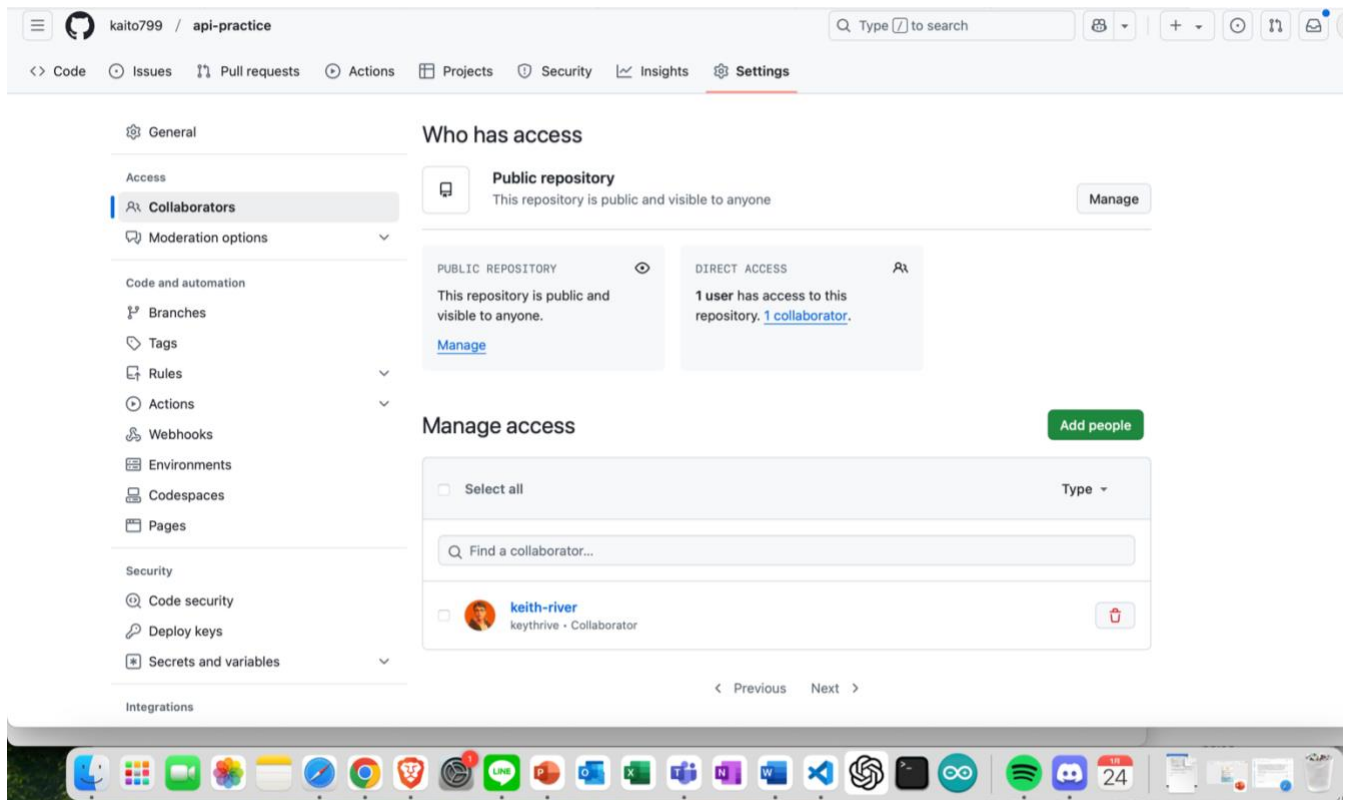 kaito799 / api-practice
Type / to search
Code Issues Pull requests Actions Projects Security Insights Settings
General
Access
Collaborators
Moderation options
Code and automation
Branches
Tags
Rules
Actions
Webhooks
Environments
Codespaces
Pages
Security
Code security
Deploy keys
Secrets and variables
Integrations
Who has access
Public repository
This repository is public and visible to anyone
Manage
PUBLIC REPOSITORY
This repository is public and
visible to anyone.
Manage
DIRECT ACCESS
1 user has access to this
repository. 1 collaborator.
Manage access
Add people
Select all
Type
Find a collaborator...
keith-river
keythrive • Collaborator
Previous Next
1
LINE
24